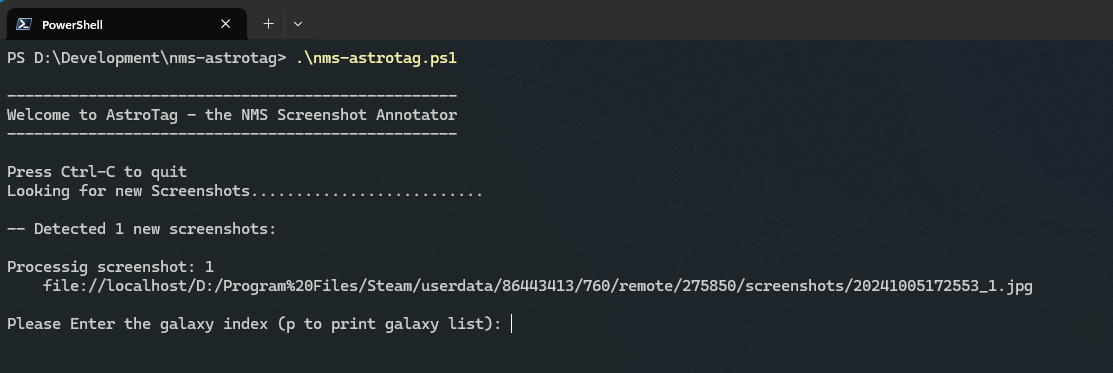 PowerShell
PS D:\Development\nms-astrotag> .\nms-astrotag.ps1
--------------------------------------------------
Welcome to AstroTag - the NMS Screenshot Annotator
--------------------------------------------------
Press Ctrl-C to quit
Looking for new Screenshots..........................
-- Detected 1 new screenshots:
Processig screenshot: 1
file://localhost/D:/Program%20Files/Steam/userdata/86443413/760/remote/275850/screenshots/20241005172553_1.jpg
Please Enter the galaxy index (p to print galaxy list):